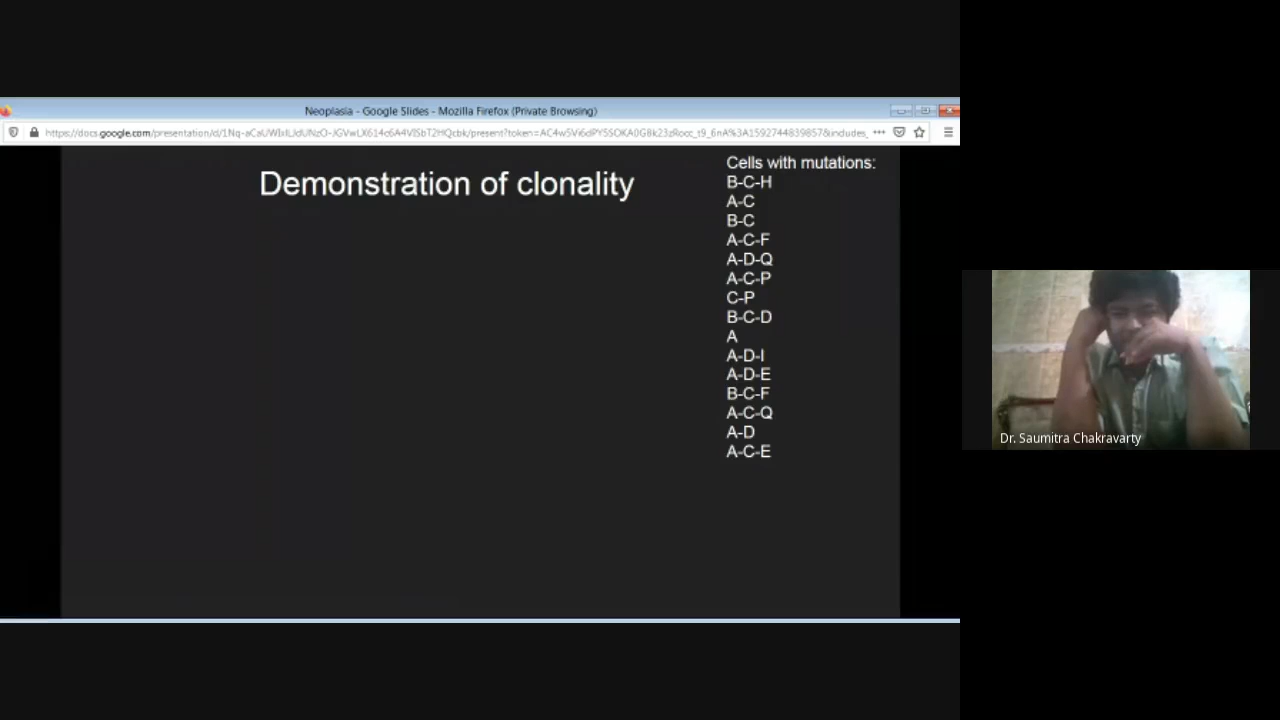 Neoplasia - Google Slides - Mozilla Firefox (Private Browsing)
Demonstration of clonality
Cells with mutations:
B-C-H
A-C
B-C
A-C-F
A-D-Q
A-C-P
C-P
B-C-D
A
A-D-I
A-D-E
B-C-F
A-C-Q
A-D
A-C-E
Dr. Saumitra Chakravarty